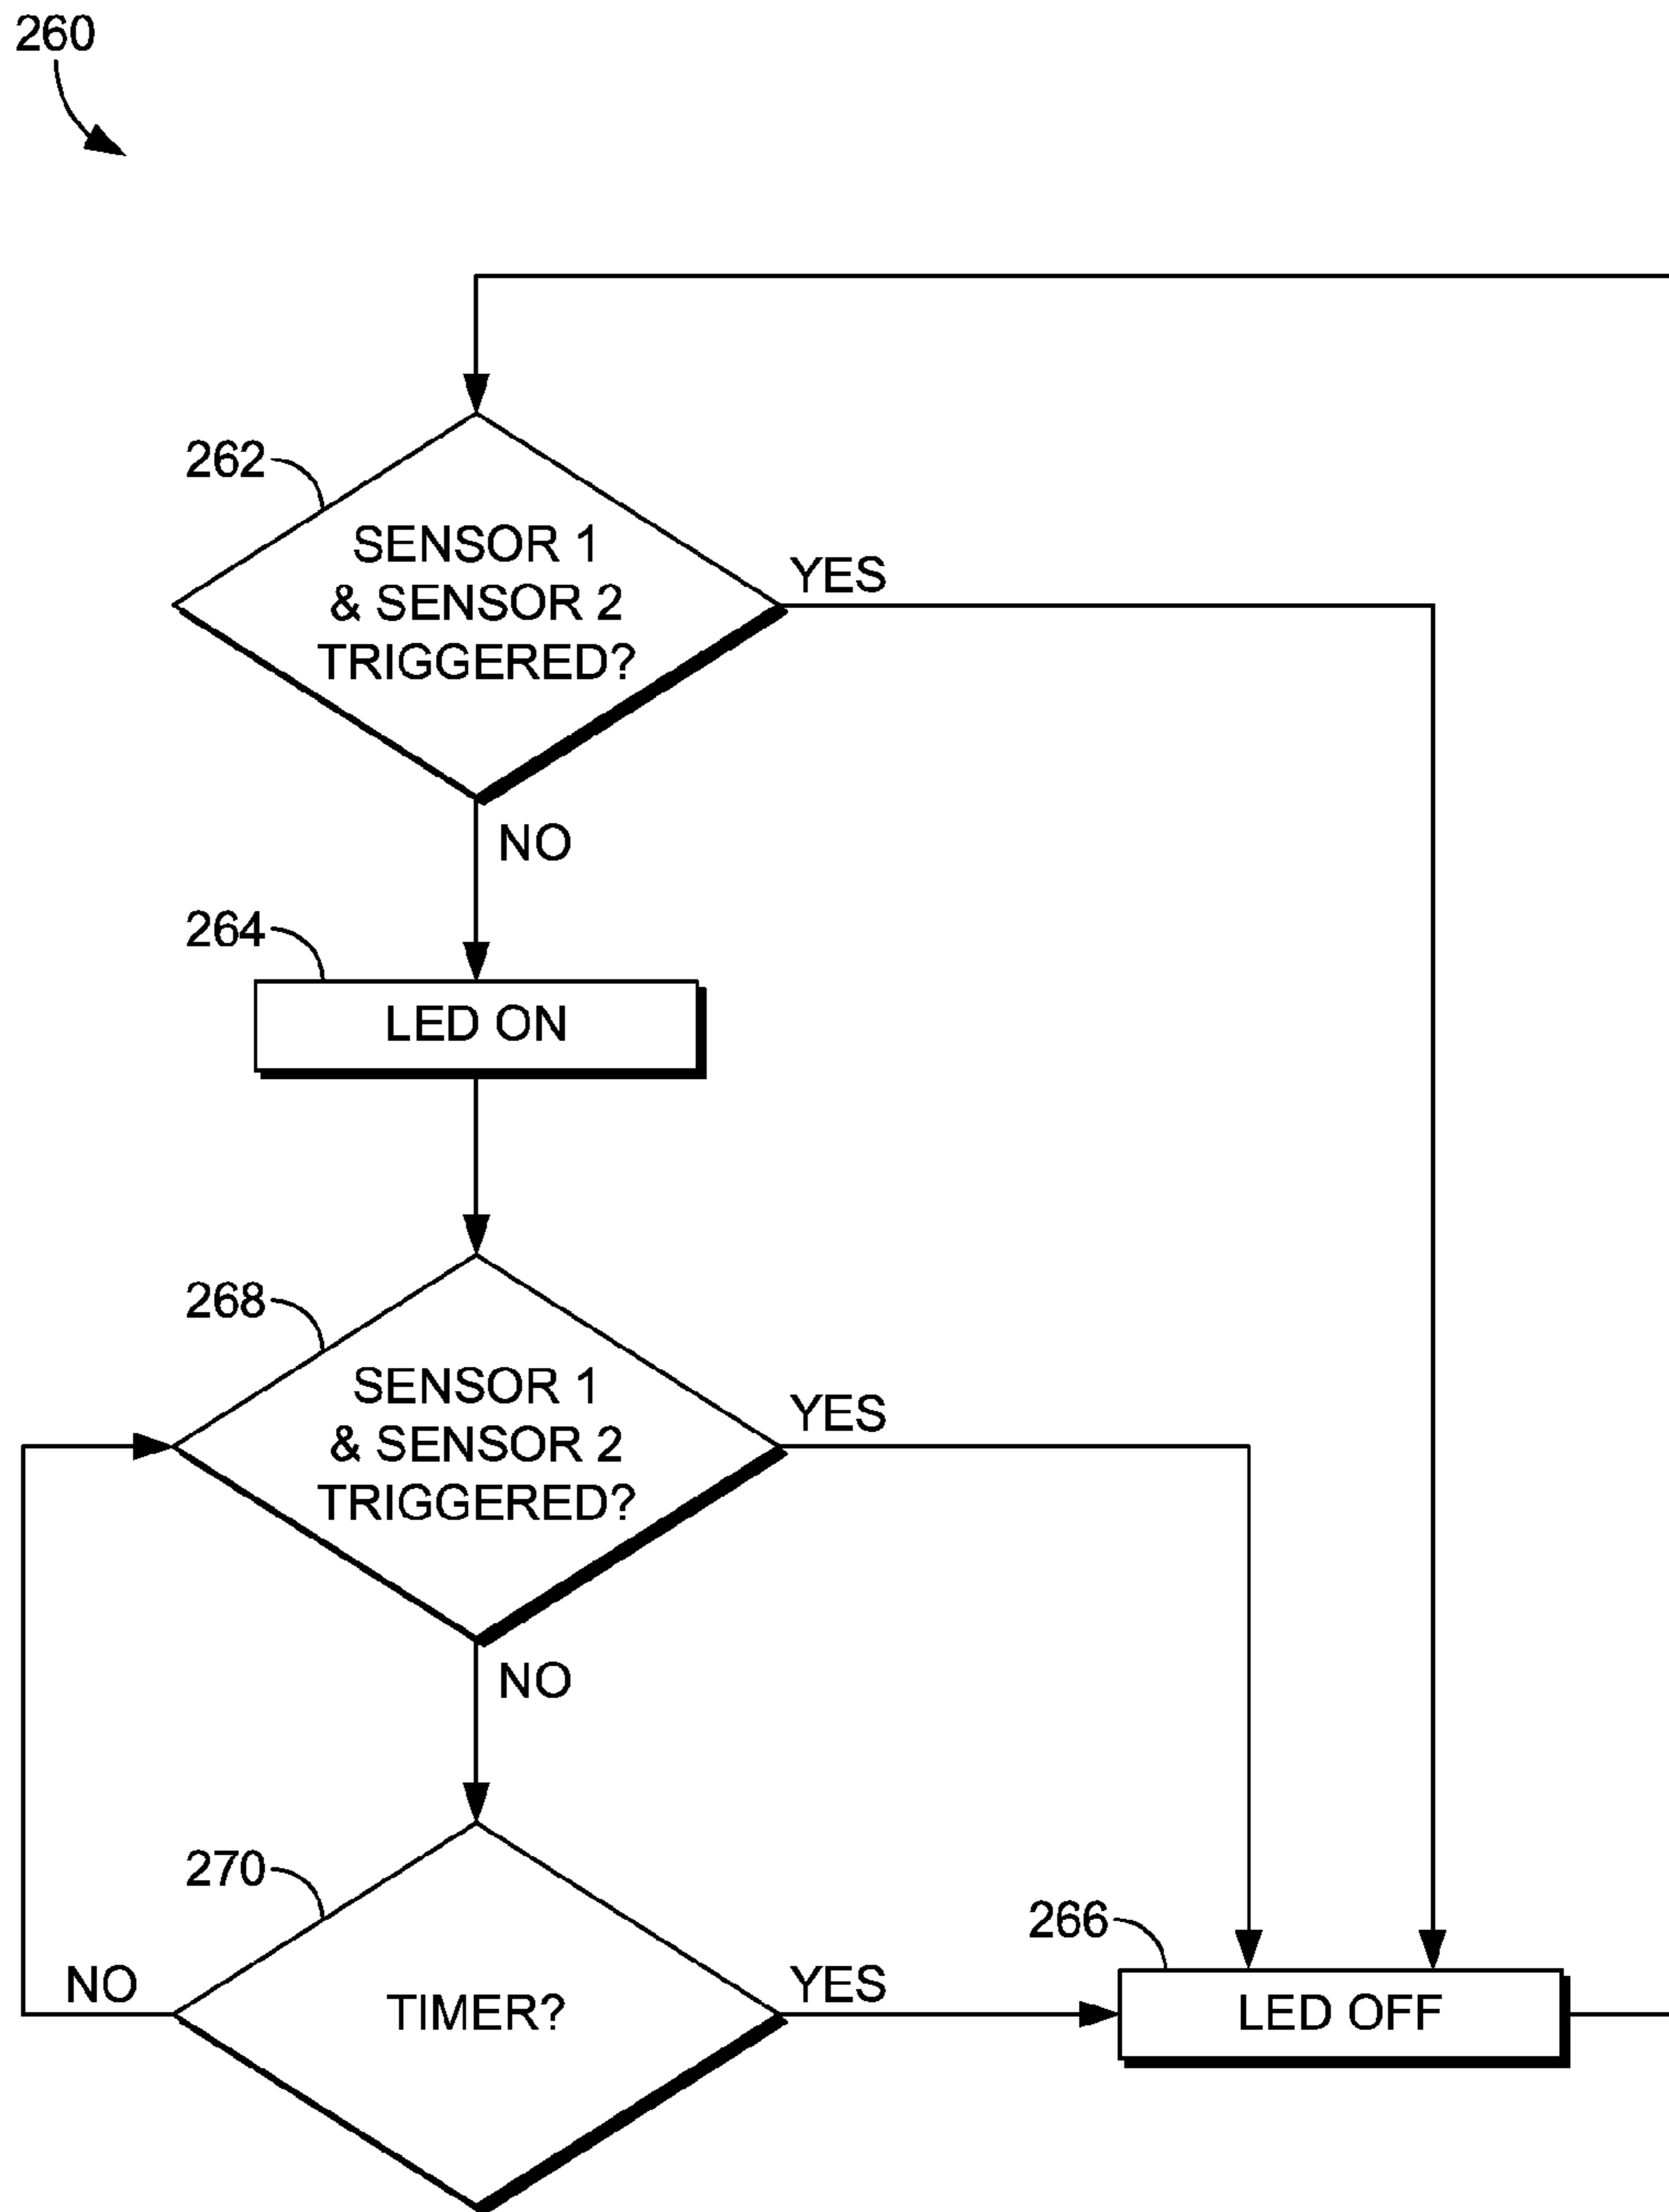 260
262
SENSOR 1
& SENSOR 2
TRIGGERED?
YES
NO
264
LED ON
268
SENSOR 1
& SENSOR 2
TRIGGERED?
YES
NO
270
TIMER?
NO
YES
266
LED OFF